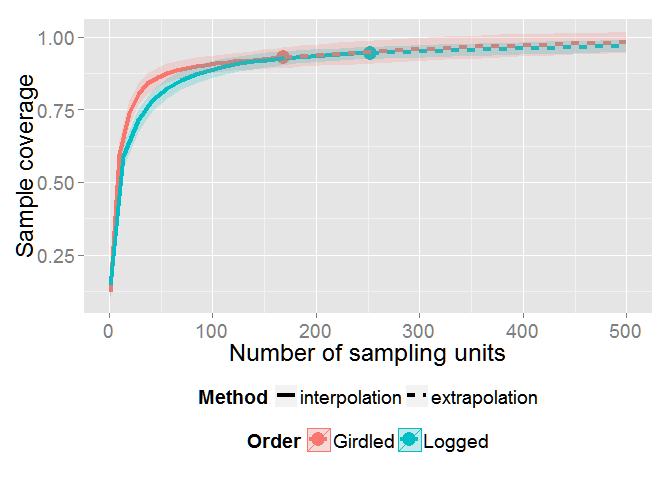 1.00
0.75
0.50
0.25
Sample coverage
0 100 200 300 400 500
Number of sampling units
Method interpolation extrapolation
Order Girdled Logged